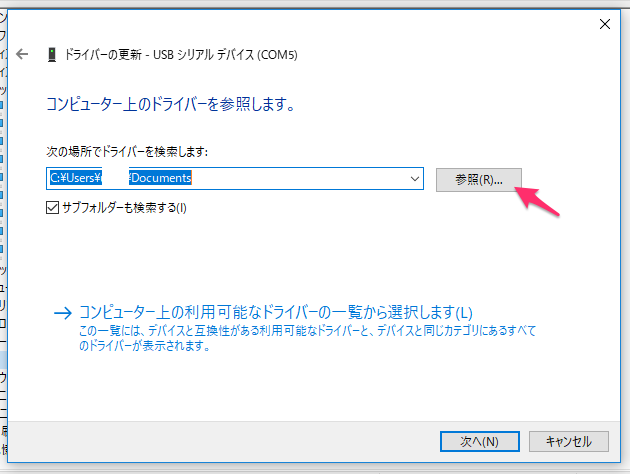 ドライバーの更新 - USB シリアル デバイス (COM5)
コンピューター上のドライバーを参照します。
次の場所でドライバーを検索します:
C:¥Users¥ ¥Documents
参照(R)...
サブフォルダーも検索する(I)
コンピューター上の利用可能なドライバーの一覧から選択します(L)
この一覧には、デバイスと互換性がある利用可能なドライバーと、デバイスと同じカテゴリにあるすべて
のドライバーが表示されます。
次へ(N)
キャンセル